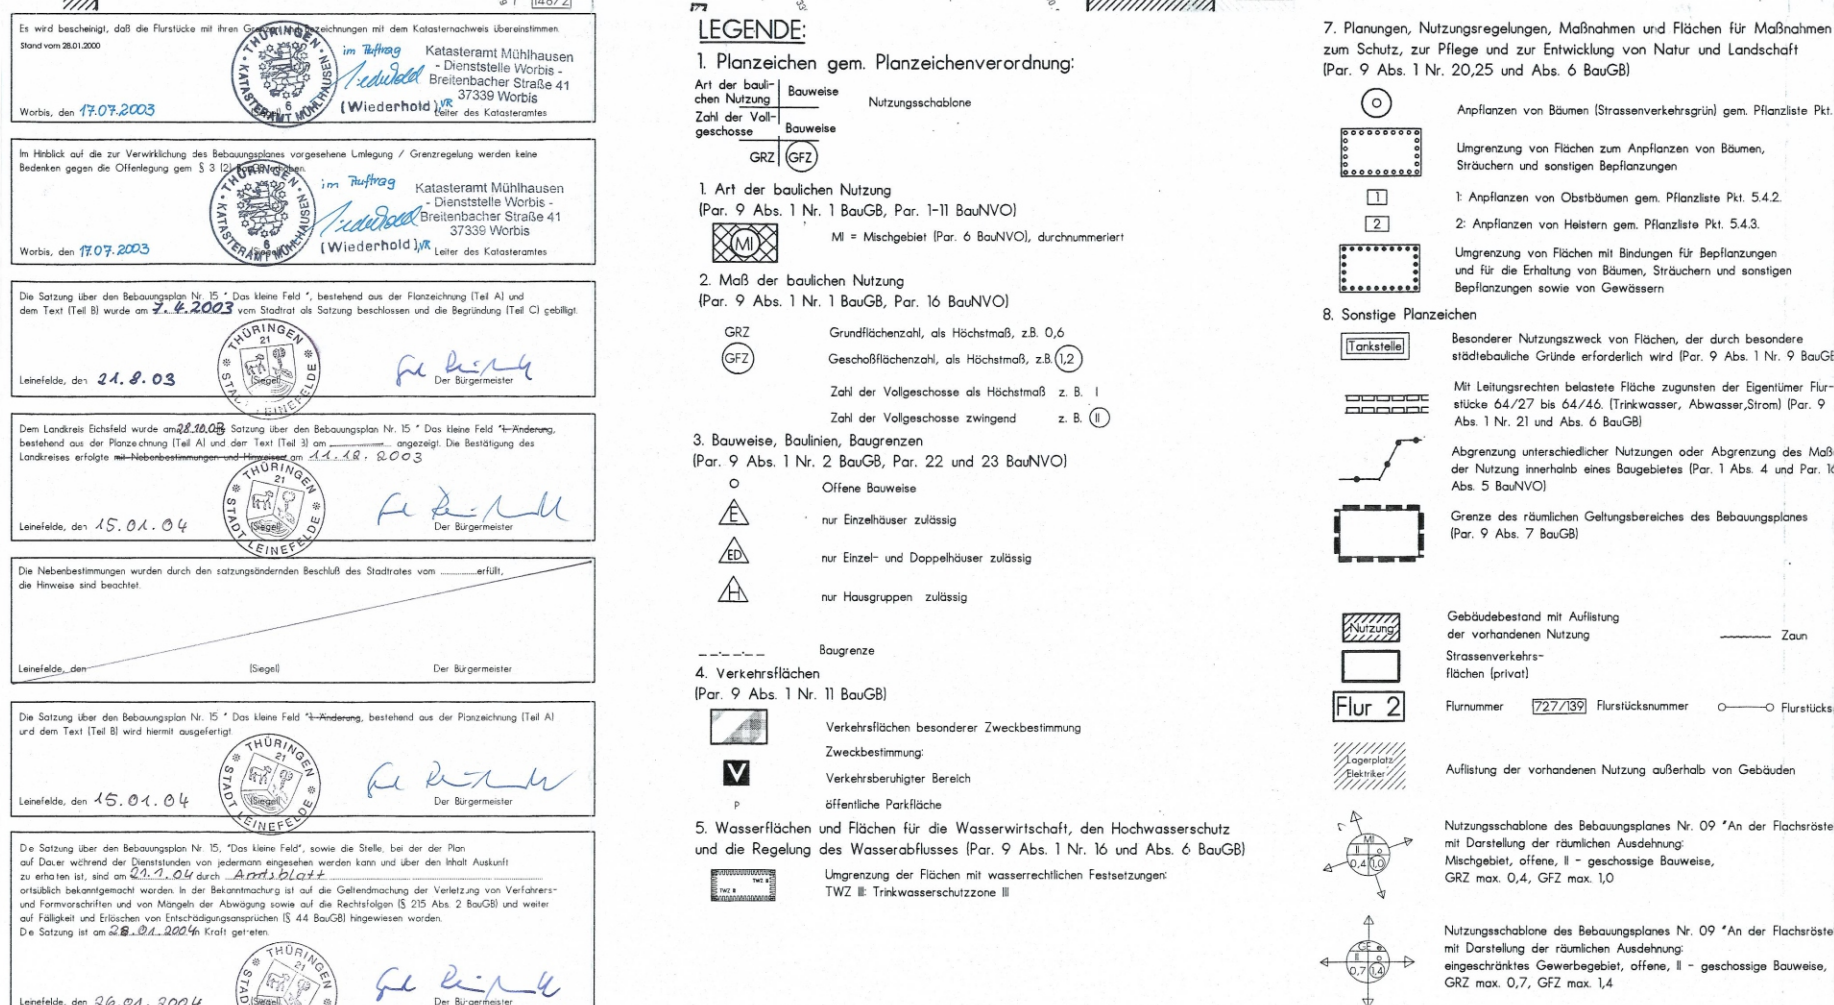 146/2
Es wird bescheinigt, daß die Flurstücke mit ihren Grenzen und Bezeichnungen mit dem Katasternachweis übereinstimmen.
Stand vom 28.01.2000
THÜRINGEN
KATASTERAMT MÜHLHAUSEN
6
im Auftrag
Katasteramt Mühlhausen
- Dienststelle Worbis -
Breitenbacher Straße 41
37339 Worbis
(Wiederhold) VR
Worbis, den 17.07.2003
Leiter des Katasteramtes
Im Hinblick auf die zur Verwirklichung des Bebauungsplanes vorgesehene Umlegung / Grenzregelung werden keine
Bedenken gegen die Offenlegung gem § 3 (2) BauGB erhoben.
THÜRINGEN
KATASTERAMT MÜHLHAUSEN
6
(Siegel)
im Auftrag
Katasteramt Mühlhausen
- Dienststelle Worbis -
Breitenbacher Straße 41
37339 Worbis
(Wiederhold) VR
Worbis, den 17.07.2003
Leiter des Katasteramtes
Die Satzung über den Bebauungsplan Nr. 15 " Das kleine Feld ", bestehend aus der Planzeichnung (Teil A) und
dem Text (Teil B) wurde am 7.4.2003 vom Stadtrat als Satzung beschlossen und die Begründung (Teil C) gebilligt.
THÜRINGEN
21
STADT LEINEFELDE
Leinefelde, den 21.8.03
(Siegel)
Der Bürgermeister
Dem Landkreis Eichsfeld wurde am 28.10.03 Satzung über den Bebauungsplan Nr. 15 " Das kleine Feld "1. Änderung,
bestehend aus der Planzeichnung (Teil A) und dem Text (Teil B) am ............ angezeigt. Die Bestätigung des
Landkreises erfolgte mit Nebenbestimmungen und Hinweisen am 11.12.2003
THÜRINGEN
21
STADT LEINEFELDE
Leinefelde, den 15.01.04
(Siegel)
Der Bürgermeister
Die Nebenbestimmungen wurden durch den satzungsändernden Beschluß des Stadtrates vom ............erfüllt,
die Hinweise sind beachtet.
Leinefelde, den
(Siegel)
Der Bürgermeister
Die Satzung über den Bebauungsplan Nr. 15 " Das kleine Feld "1. Änderung, bestehend aus der Planzeichnung (Teil A)
und dem Text (Teil B) wird hiermit ausgefertigt.
THÜRINGEN
21
STADT LEINEFELDE
Leinefelde, den 15.01.04
(Siegel)
Der Bürgermeister
Die Satzung über den Bebauungsplan Nr. 15, "Das kleine Feld", sowie die Stelle, bei der der Plan
auf Dauer während der Dienststunden von jedermann eingesehen werden kann und über den Inhalt Auskunft
zu erhalten ist, sind am 21.1.04 durch Amtsblatt
ortsüblich bekanntgemacht worden. In der Bekanntmachung ist auf die Geltendmachung der Verletzung von Verfahrens-
und Formvorschriften und von Mängeln der Abwägung sowie auf die Rechtsfolgen (§ 215 Abs. 2 BauGB) und weiter
auf Fälligkeit und Erlöschen von Entschädigungsansprüchen (§ 44 BauGB) hingewiesen worden.
Die Satzung ist am 28.01.2004 in Kraft getreten.
THÜRINGEN
21
Leinefelde, den 26.01.2004
(Siegel)
Der Bürgermeister
LEGENDE:
1. Planzeichen gem. Planzeichenverordnung:
Art der bauli-
chen Nutzung
Bauweise
Zahl der Voll-
geschosse
Bauweise
GRZ
GFZ
Nutzungsschablone
1. Art der baulichen Nutzung
(Par. 9 Abs. 1 Nr. 1 BauGB, Par. 1-11 BauNVO)
MI
MI = Mischgebiet (Par. 6 BauNVO), durchnummeriert
2. Maß der baulichen Nutzung
(Par. 9 Abs. 1 Nr. 1 BauGB, Par. 16 BauNVO)
GRZ Grundflächenzahl, als Höchstmaß, z.B. 0,6
GFZ Geschoßflächenzahl, als Höchstmaß, z.B. 1,2
Zahl der Vollgeschosse als Höchstmaß z. B. I
Zahl der Vollgeschosse zwingend z. B. II
3. Bauweise, Baulinien, Baugrenzen
(Par. 9 Abs. 1 Nr. 2 BauGB, Par. 22 und 23 BauNVO)
o Offene Bauweise
E nur Einzelhäuser zulässig
ED nur Einzel- und Doppelhäuser zulässig
H nur Hausgruppen zulässig
Baugrenze
4. Verkehrsflächen
(Par. 9 Abs. 1 Nr. 11 BauGB)
Verkehrsflächen besonderer Zweckbestimmung
Zweckbestimmung:
V Verkehrsberuhigter Bereich
P öffentliche Parkfläche
5. Wasserflächen und Flächen für die Wasserwirtschaft, den Hochwasserschutz
und die Regelung des Wasserabflusses (Par. 9 Abs. 1 Nr. 16 und Abs. 6 BauGB)
TWZ III
TWZ III
Umgrenzung der Flächen mit wasserrechtlichen Festsetzungen:
TWZ III: Trinkwasserschutzzone III
7. Planungen, Nutzungsregelungen, Maßnahmen und Flächen für Maßnahmen
zum Schutz, zur Pflege und zur Entwicklung von Natur und Landschaft
(Par. 9 Abs. 1 Nr. 20,25 und Abs. 6 BauGB)
Anpflanzen von Bäumen (Strassenverkehrsgrün) gem. Pflanzliste Pkt.
Umgrenzung von Flächen zum Anpflanzen von Bäumen,
Sträuchern und sonstigen Bepflanzungen
1 1: Anpflanzen von Obstbäumen gem. Pflanzliste Pkt. 5.4.2.
2 2: Anpflanzen von Heistern gem. Pflanzliste Pkt. 5.4.3.
Umgrenzung von Flächen mit Bindungen für Bepflanzungen
und für die Erhaltung von Bäumen, Sträuchern und sonstigen
Bepflanzungen sowie von Gewässern
8. Sonstige Planzeichen
Tankstelle
Besonderer Nutzungszweck von Flächen, der durch besondere
städtebauliche Gründe erforderlich wird (Par. 9 Abs. 1 Nr. 9 BauGB
Mit Leitungsrechten belastete Fläche zugunsten der Eigentümer Flur-
stücke 64/27 bis 64/46. (Trinkwasser, Abwasser,Strom) (Par. 9
Abs. 1 Nr. 21 und Abs. 6 BauGB)
Abgrenzung unterschiedlicher Nutzungen oder Abgrenzung des Maß
der Nutzung innerhalnb eines Baugebietes (Par. 1 Abs. 4 und Par. 16
Abs. 5 BauNVO)
Grenze des räumlichen Geltungsbereiches des Bebauungsplanes
(Par. 9 Abs. 7 BauGB)
Nutzung
Gebäudebestand mit Auflistung
der vorhandenen Nutzung
Zaun
Strassenverkehrs-
flächen (privat)
Flur 2 Flurnummer 727/139 Flurstücksnummer Flurstücks
Lagerplatz
Elektriker
Auflistung der vorhandenen Nutzung außerhalb von Gebäuden
MI
II o
0,4 1,0
Nutzungsschablone des Bebauungsplanes Nr. 09 "An der Flachsröste
mit Darstellung der räumlichen Ausdehnung:
Mischgebiet, offene, II - geschossige Bauweise,
GRZ max. 0,4, GFZ max. 1,0
GE e
II o
0,7 1,4
Nutzungsschablone des Bebauungsplanes Nr. 09 "An der Flachsröste
mit Darstellung der räumlichen Ausdehnung:
eingeschränktes Gewerbegebiet, offene, II - geschossige Bauweise,
GRZ max. 0,7, GFZ max. 1,4